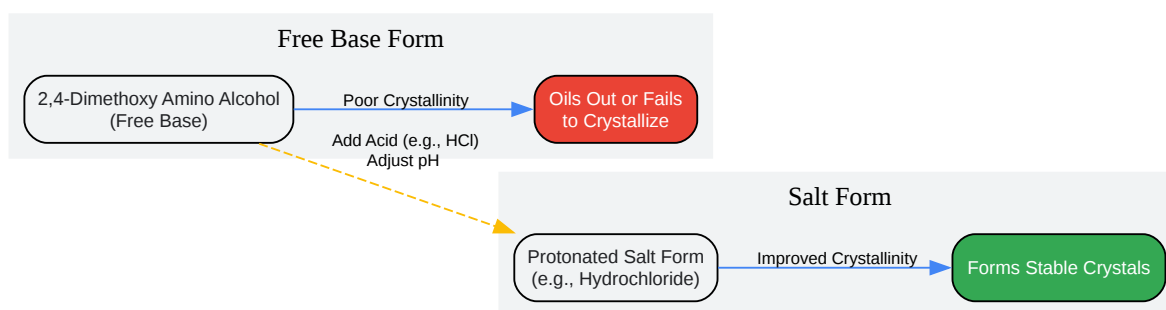 Free Base Form
2,4-Dimethoxy Amino Alcohol
(Free Base)
Poor Crystallinity
Oils Out or Fails
to Crystallize
Add Acid (e.g., HCl)
Adjust pH
Salt Form
Protonated Salt Form
(e.g., Hydrochloride)
Improved Crystallinity
Forms Stable Crystals